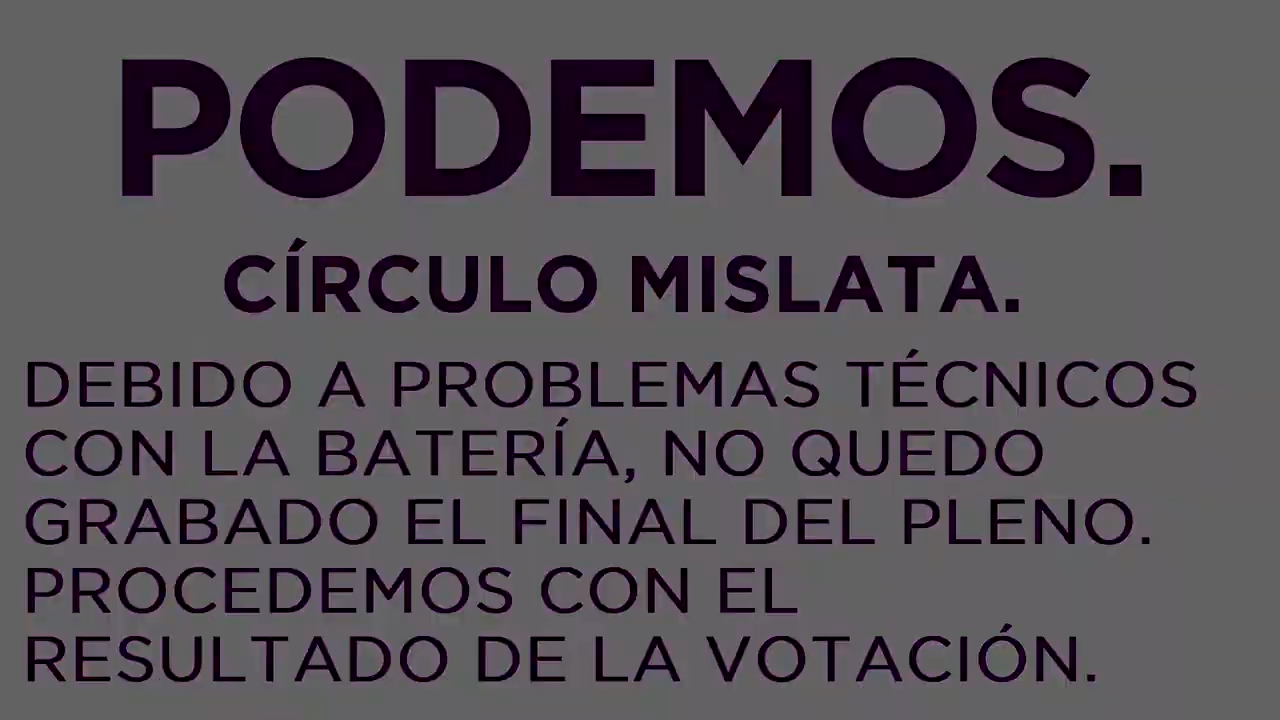 PODEMOS.
CÍRCULO MISLATA.
DEBIDO A PROBLEMAS TÉCNICOS
CON LA BATERÍA, NO QUEDO
GRABADO EL FINAL DEL PLENO.
PROCEDEMOS CON EL
RESULTADO DE LA VOTACIÓN.